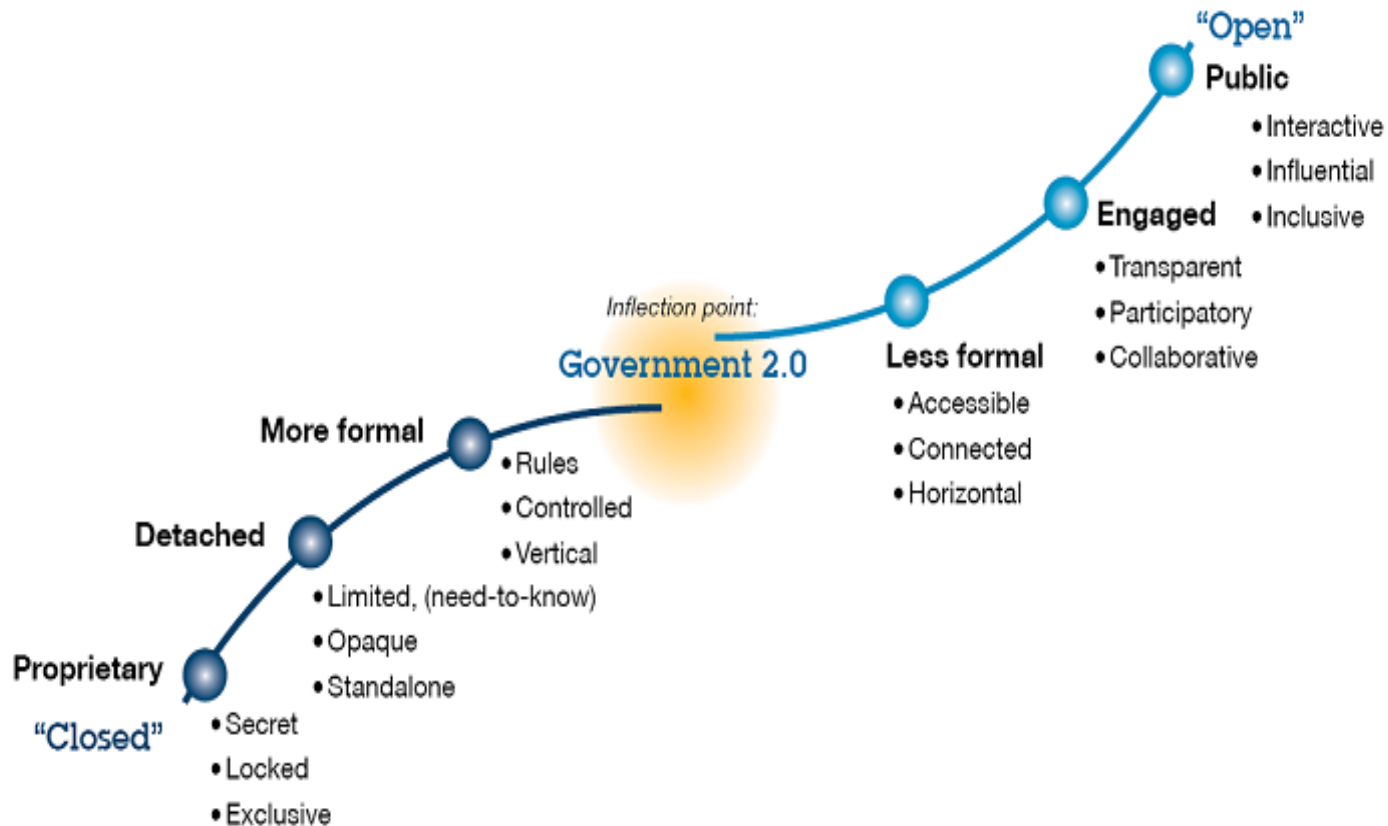 “Open”
Public
• Interactive
• Influential
• Inclusive
Engaged
• Transparent
• Participatory
• Collaborative
Inflection point:
Government 2.0
Less formal
• Accessible
• Connected
• Horizontal
More formal
• Rules
• Controlled
• Vertical
Detached
• Limited, (need-to-know)
• Opaque
• Standalone
Proprietary
“Closed”
• Secret
• Locked
• Exclusive